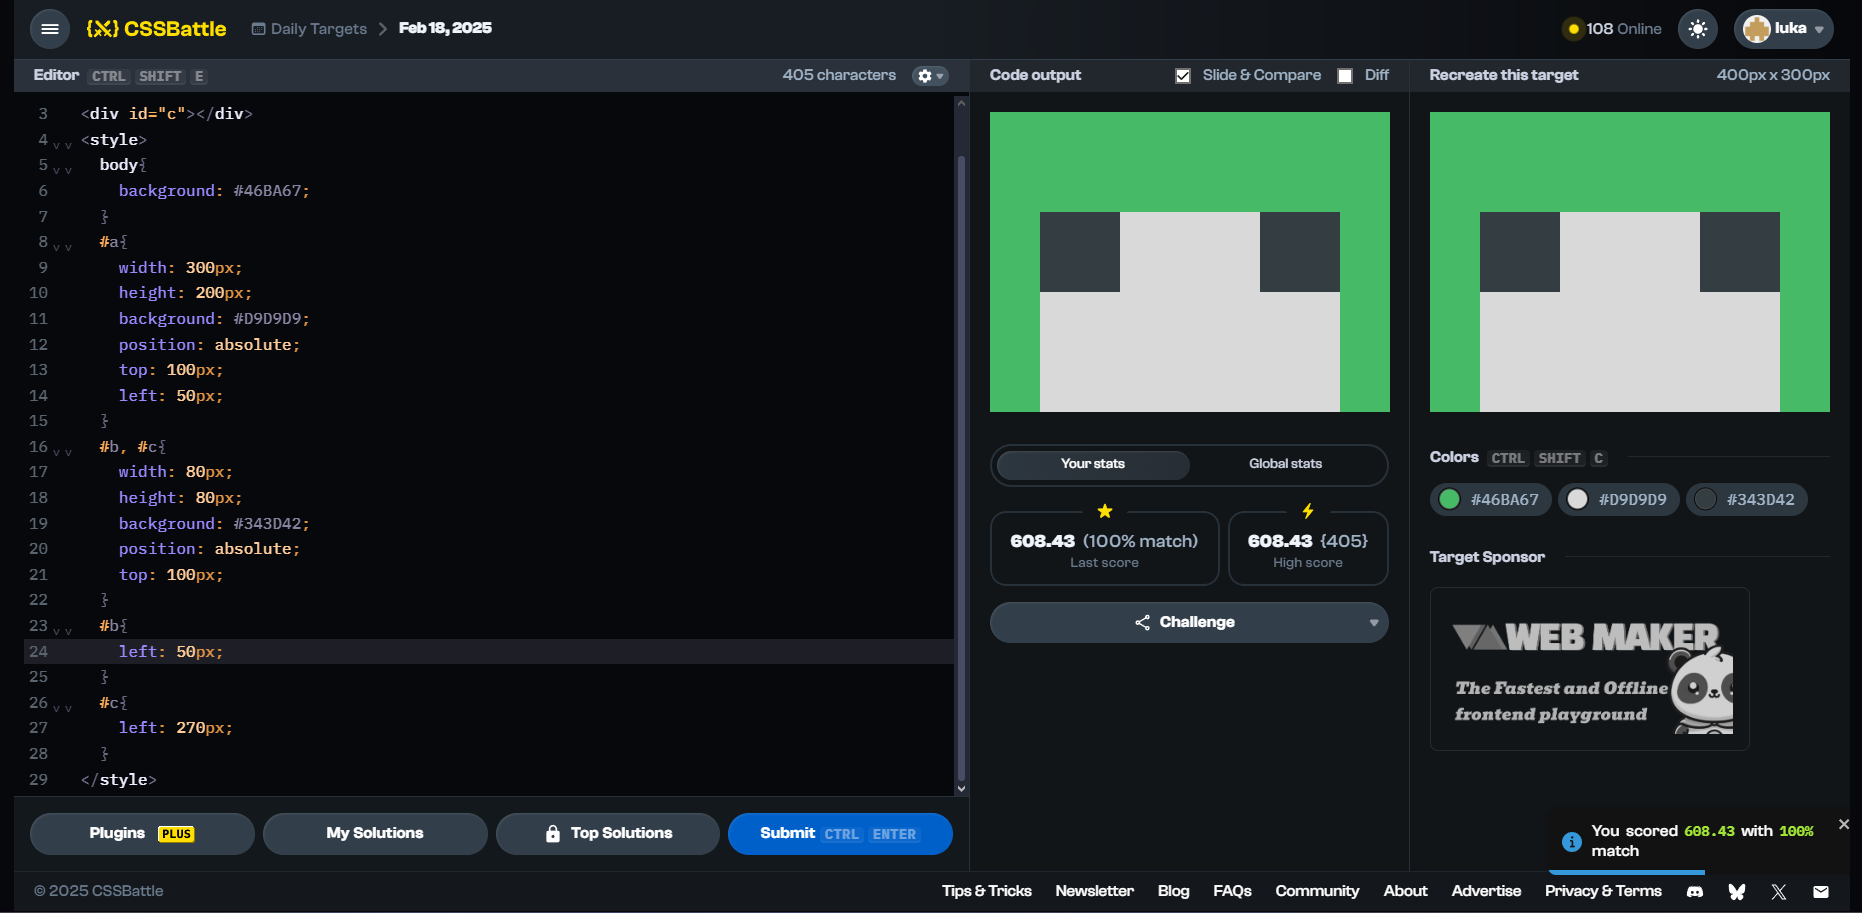 CSSBattle
Daily Targets
Feb 18, 2025
108 Online
luka
Editor CTRL SHIFT E
405 characters
3 <div id="c"></div>
4 <style>
5 body{
6 background: #46BA67;
7 }
8 #a{
9 width: 300px;
10 height: 200px;
11 background: #D9D9D9;
12 position: absolute;
13 top: 100px;
14 left: 50px;
15 }
16 #b, #c{
17 width: 80px;
18 height: 80px;
19 background: #343D42;
20 position: absolute;
21 top: 100px;
22 }
23 #b{
24 left: 50px;
25 }
26 #c{
27 left: 270px;
28 }
29 </style>
Plugins PLUS
My Solutions
Top Solutions
Submit CTRL ENTER
Code output
Slide & Compare
Diff
Your stats
Global stats
608.43 (100% match)
Last score
608.43 {405}
High score
Challenge
Recreate this target
400px x 300px
Colors CTRL SHIFT C
#46BA67
#D9D9D9
#343D42
Target Sponsor
WEB MAKER
The Fastest and Offline
frontend playground
You scored 608.43 with 100%
match
© 2025 CSSBattle
Tips & Tricks
Newsletter
Blog
FAQs
Community
About
Advertise
Privacy & Terms